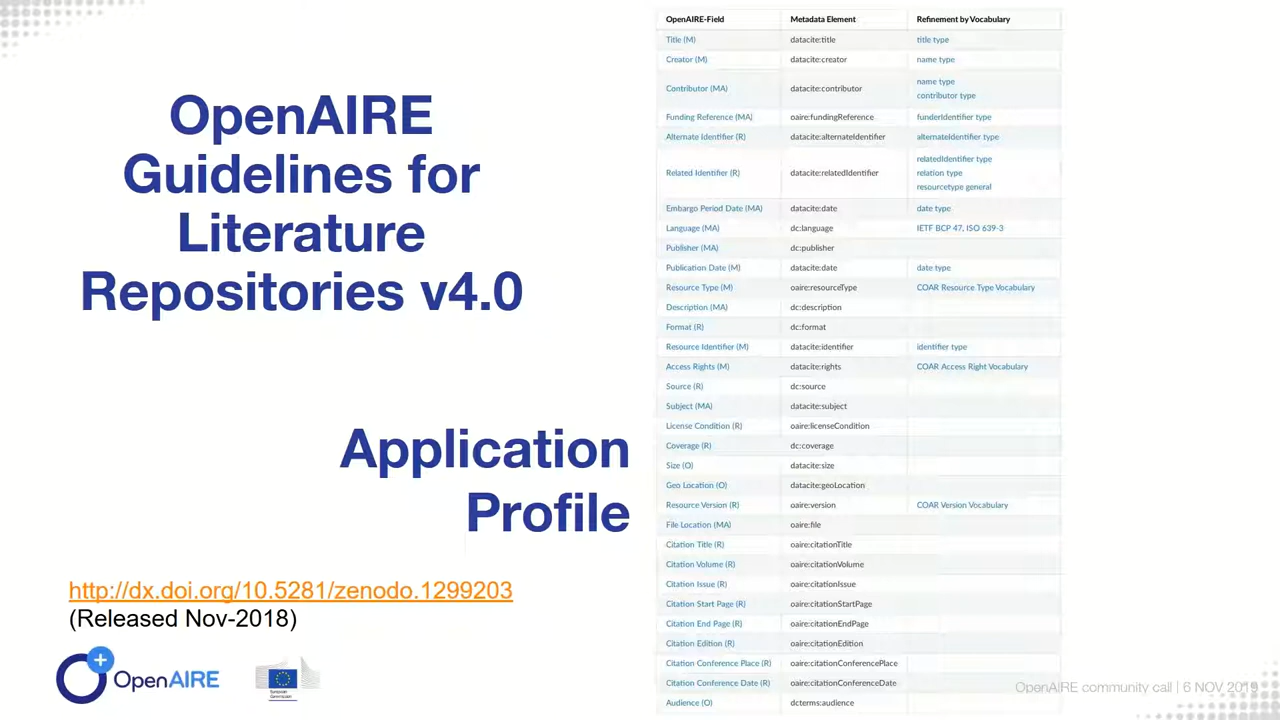 OpenAIRE
Guidelines for
Literature
Repositories v4.0
Application
Profile
http://dx.doi.org/10.5281/zenodo.1299203
(Released Nov-2018)
OpenAIRE
European
Commission
OpenAIRE-Field Metadata Element Refinement by Vocabulary
Title (M) datacite:title title type
Creator (M) datacite:creator name type
Contributor (MA) datacite:contributor name type
contributor type
Funding Reference (MA) oaire:fundingReference funderIdentifier type
Alternate Identifier (R) datacite:alternateIdentifier alternateIdentifier type
Related Identifier (R) datacite:relatedIdentifier relatedIdentifier type
relation type
resourcetype general
Embargo Period Date (MA) datacite:date date type
Language (MA) dc:language IETF BCP 47, ISO 639-3
Publisher (MA) dc:publisher
Publication Date (M) datacite:date date type
Resource Type (M) oaire:resourceType COAR Resource Type Vocabulary
Description (MA) dc:description
Format (R) dc:format
Resource Identifier (M) datacite:identifier identifier type
Access Rights (M) datacite:rights COAR Access Right Vocabulary
Source (R) dc:source
Subject (MA) datacite:subject
License Condition (R) oaire:licenseCondition
Coverage (R) dc:coverage
Size (O) datacite:size
Geo Location (O) datacite:geoLocation
Resource Version (R) oaire:version COAR Version Vocabulary
File Location (MA) oaire:file
Citation Title (R) oaire:citationTitle
Citation Volume (R) oaire:citationVolume
Citation Issue (R) oaire:citationIssue
Citation Start Page (R) oaire:citationStartPage
Citation End Page (R) oaire:citationEndPage
Citation Edition (R) oaire:citationEdition
Citation Conference Place (R) oaire:citationConferencePlace
Citation Conference Date (R) oaire:citationConferenceDate
Audience (O) dcterms:audience
OpenAIRE community call | 6 NOV 2019